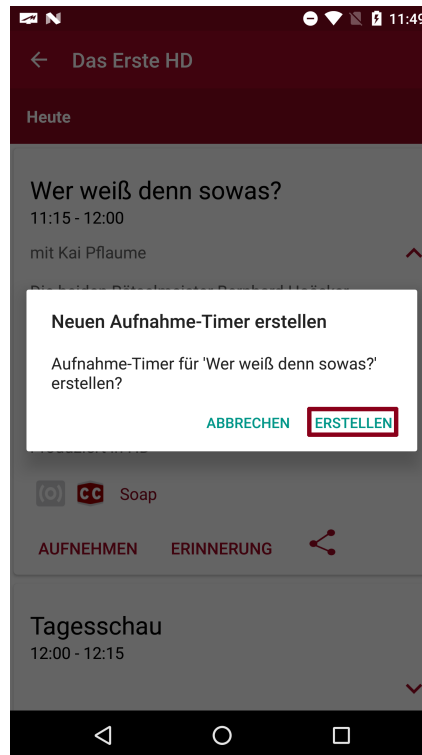 11:49
Das Erste HD
Heute
Wer weiß denn sowas?
11:15 - 12:00
mit Kai Pflaume
Neuen Aufnahme-Timer erstellen
Aufnahme-Timer für 'Wer weiß denn sowas?'
erstellen?
ABBRECHEN ERSTELLEN
CC Soap
AUFNEHMEN ERINNERUNG
Tagesschau
12:00 - 12:15